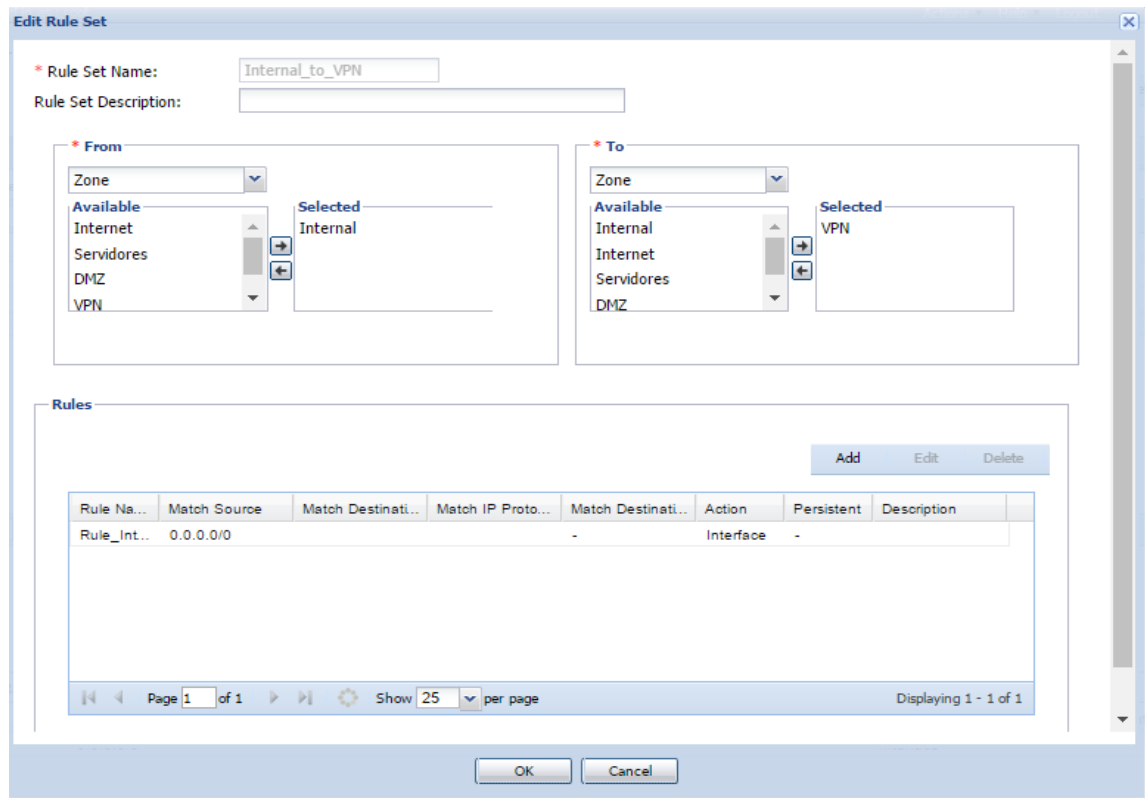 Edit Rule Set
* Rule Set Name: Internal_to_VPN
Rule Set Description:
* From
Zone
Available
Internet
Servidores
DMZ
VPN
Selected
Internal
* To
Zone
Available
Internal
Internet
Servidores
DMZ
Selected
VPN
Rules
Add Edit Delete
Rule Na... Match Source Match Destinati... Match IP Proto... Match Destinati... Action Persistent Description
Rule_Int... 0.0.0.0/0 - Interface -
Page 1 of 1 Show 25 per page Displaying 1 - 1 of 1
OK Cancel